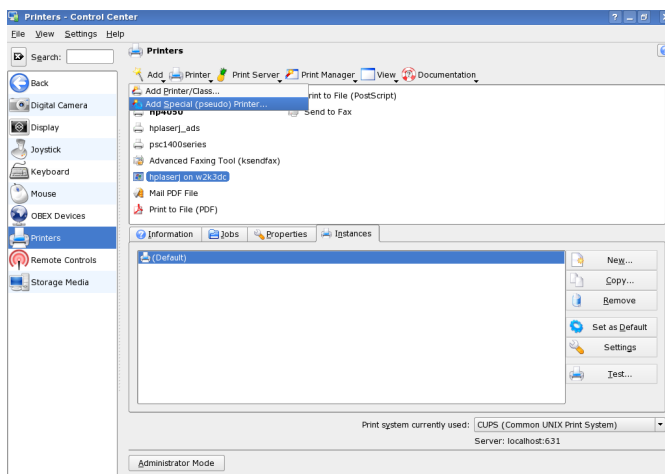 Printers - Control Center
File View Settings Help
Search:
Back
Digital Camera
Display
Joystick
Keyboard
Mouse
OBEX Devices
Printers
Remote Controls
Storage Media
Printers
Add Printer Print Server Print Manager View Documentation
Add Printer/Class...
Add Special (pseudo) Printer...
rint to File (PostScript)
hp4050
Send to Fax
hplaserj_ads
psc1400series
Advanced Faxing Tool (ksendfax)
hplaserj on w2k3dc
Mail PDF File
Print to File (PDF)
Information Jobs Properties Instances
(Default)
New...
Copy...
Remove
Set as Default
Settings
Test...
Print system currently used: CUPS (Common UNIX Print System)
Server: localhost:631
Administrator Mode